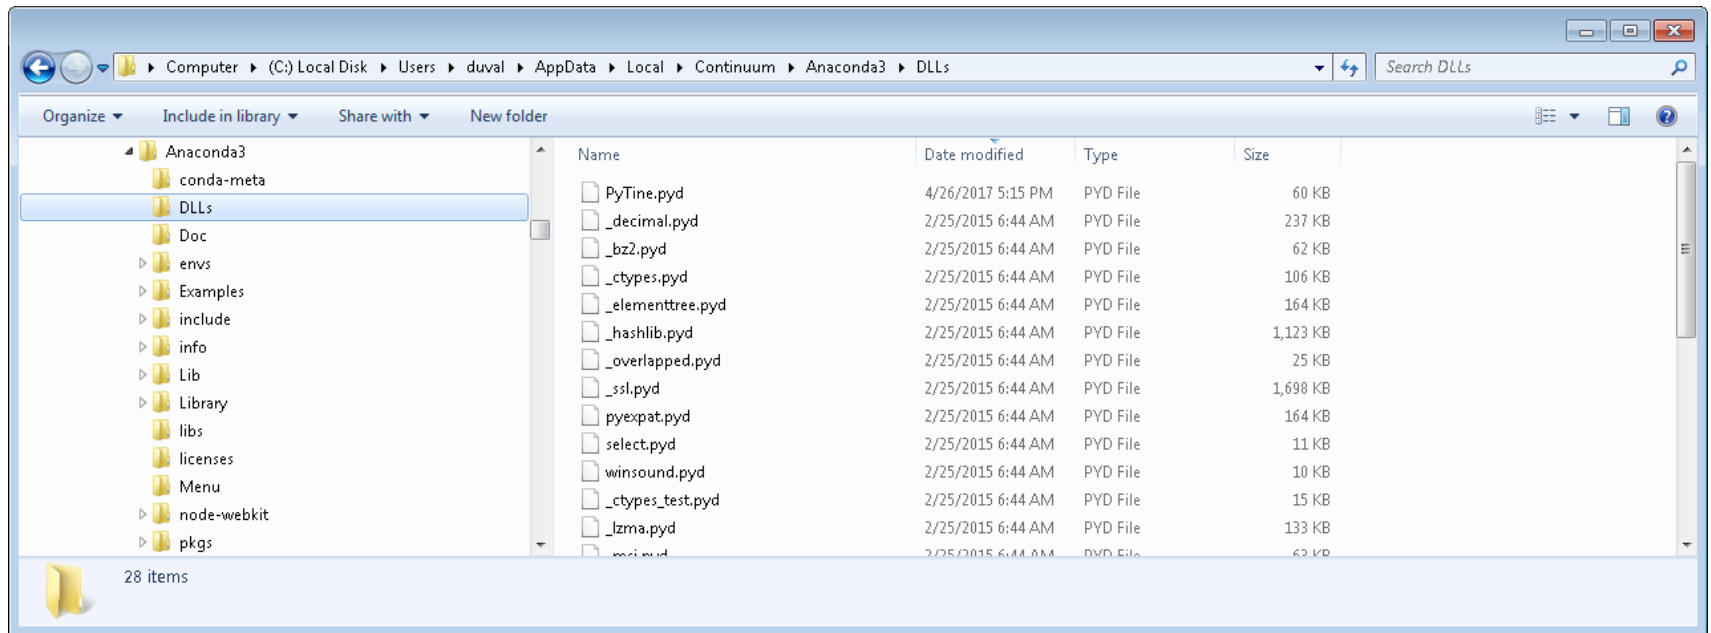 Computer (C:) Local Disk Users duval AppData Local Continuum Anaconda3 DLLs Search DLLs
Organize Include in library Share with New folder
Anaconda3
conda-meta
DLLs
Doc
envs
Examples
include
info
Lib
Library
libs
licenses
Menu
node-webkit
pkgs
Name Date modified Type Size
PyTine.pyd 4/26/2017 5:15 PM PYD File 60 KB
_decimal.pyd 2/25/2015 6:44 AM PYD File 237 KB
_bz2.pyd 2/25/2015 6:44 AM PYD File 62 KB
_ctypes.pyd 2/25/2015 6:44 AM PYD File 106 KB
_elementtree.pyd 2/25/2015 6:44 AM PYD File 164 KB
_hashlib.pyd 2/25/2015 6:44 AM PYD File 1,123 KB
_overlapped.pyd 2/25/2015 6:44 AM PYD File 25 KB
_ssl.pyd 2/25/2015 6:44 AM PYD File 1,698 KB
pyexpat.pyd 2/25/2015 6:44 AM PYD File 164 KB
select.pyd 2/25/2015 6:44 AM PYD File 11 KB
winsound.pyd 2/25/2015 6:44 AM PYD File 10 KB
_ctypes_test.pyd 2/25/2015 6:44 AM PYD File 15 KB
_lzma.pyd 2/25/2015 6:44 AM PYD File 133 KB
2/25/2015 6:44 AM PYD File
28 items